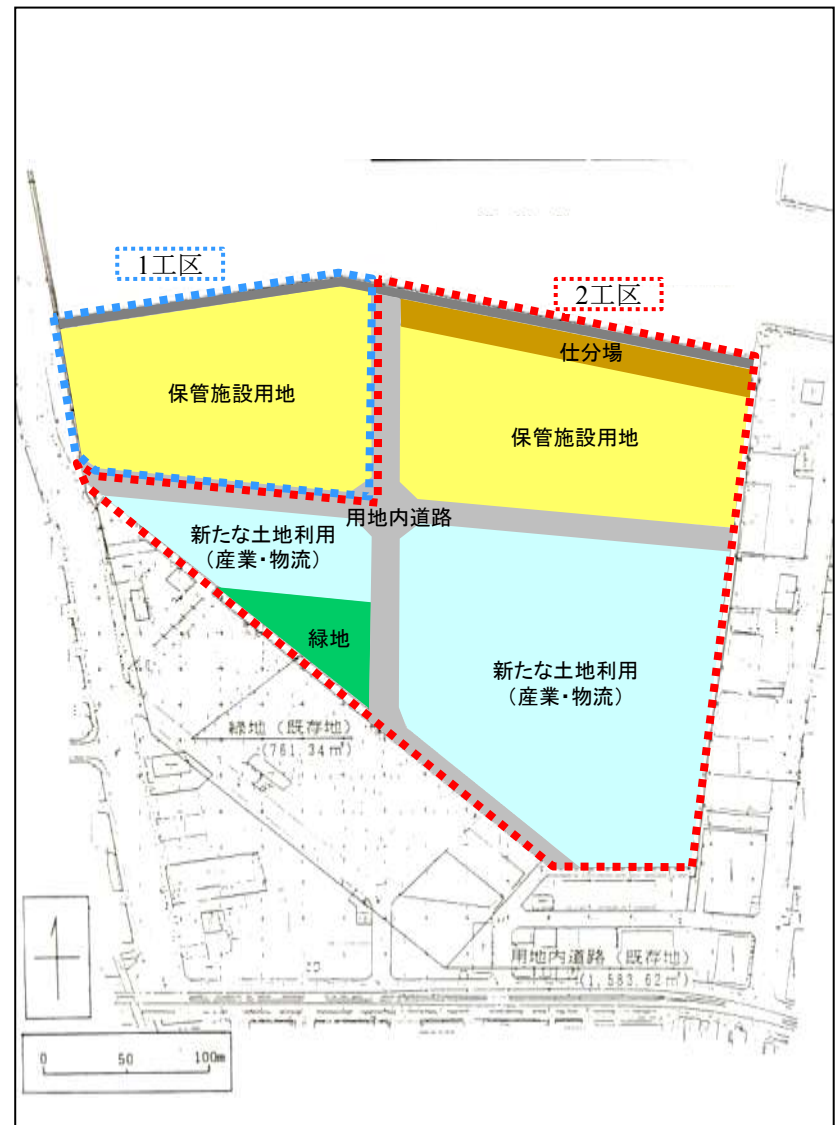 1工区
2工区
仕分場
保管施設用地
保管施設用地
用地内道路
新たな土地利用
（産業・物流）
緑地
新たな土地利用
（産業・物流）
緑地（既存地）
(761.34㎡)
用地内道路（既存地）
(1,583.62㎡)
0 50 100m